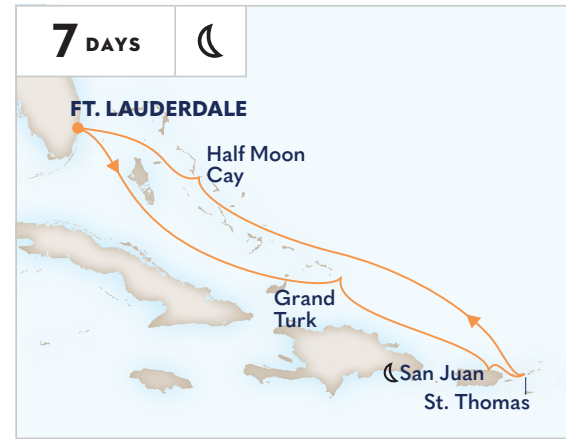 7 DAYS
FT. LAUDERDALE
Half Moon
Cay
Grand
Turk
San Juan
St. Thomas